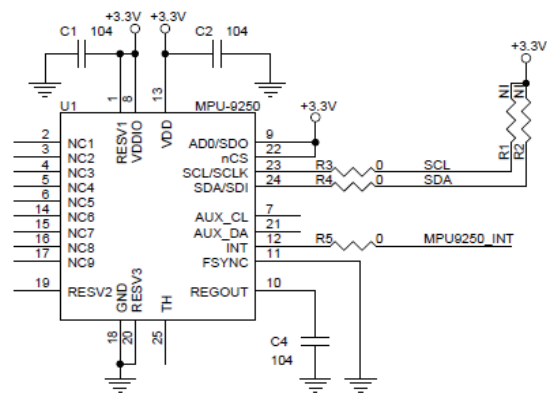 +3.3V
C1 104
C2 104
+3.3V
+3.3V
U1
MPU-9250
1
8
13
RESV1
VDDIO
VDD
+3.3V
2 NC1
3 NC2
4 NC3
5 NC4
6 NC5
14 NC6
15 NC7
16 NC8
17 NC9
19 RESV2
AD0/SDO 9
nCS 22
SCL/SCLK 23 R3 0 SCL
SDA/SDI 24 R4 0 SDA
AUX_CL 7
AUX_DA 21
INT 12 R5 0 MPU9250_INT
FSYNC 11
REGOUT 10
R1 NI
R2 NI
GND
RESV3
TH
18
20
25
C4
104